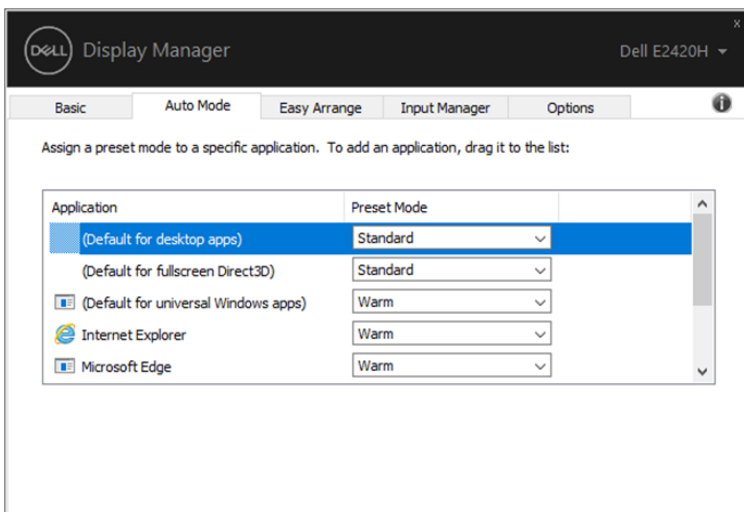 x
DELL Display Manager Dell E2420H
Basic Auto Mode Easy Arrange Input Manager Options i
Assign a preset mode to a specific application. To add an application, drag it to the list:
Application Preset Mode
(Default for desktop apps) Standard
(Default for fullscreen Direct3D) Standard
(Default for universal Windows apps) Warm
Internet Explorer Warm
Microsoft Edge Warm